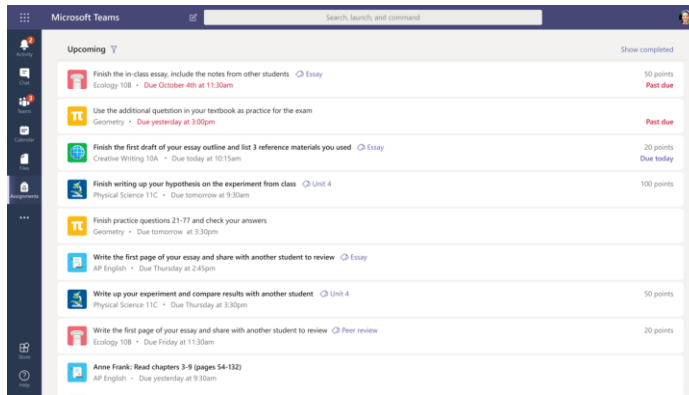 Microsoft Teams
Search, launch, and command
2
Activity
Chat
3
Teams
Calendar
Files
Assignments
Store
Help
Upcoming
Show completed
Finish the in-class essay, include the notes from other students Essay
50 points
Ecology 10B • Due October 4th at 11:30am
Past due
Use the additional quetstion in your textbook as practice for the exam
Geometry • Due yesterday at 3:00pm
Past due
Finish the first draft of your essay outline and list 3 reference materials you used Essay
20 points
Creative Writing 10A • Due today at 10:15am
Due today
Finish writing up your hypothesis on the experiment from class Unit 4
100 points
Physical Science 11C • Due tomorrow at 9:30am
Finish practice questions 21-77 and check your answers
Geometry • Due tomorrow at 3:30pm
Write the first page of your essay and share with another student to review Essay
AP English • Due Thursday at 2:45pm
Write up your experiment and compare results with another student Unit 4
50 points
Physical Science 11C • Due Thursday at 3:30pm
Write the first page of your essay and share with another student to review Peer review
20 points
Ecology 10B • Due Friday at 11:30am
Anne Frank: Read chapters 3-9 (pages 54-132)
AP English • Due yesterday at 9:30am